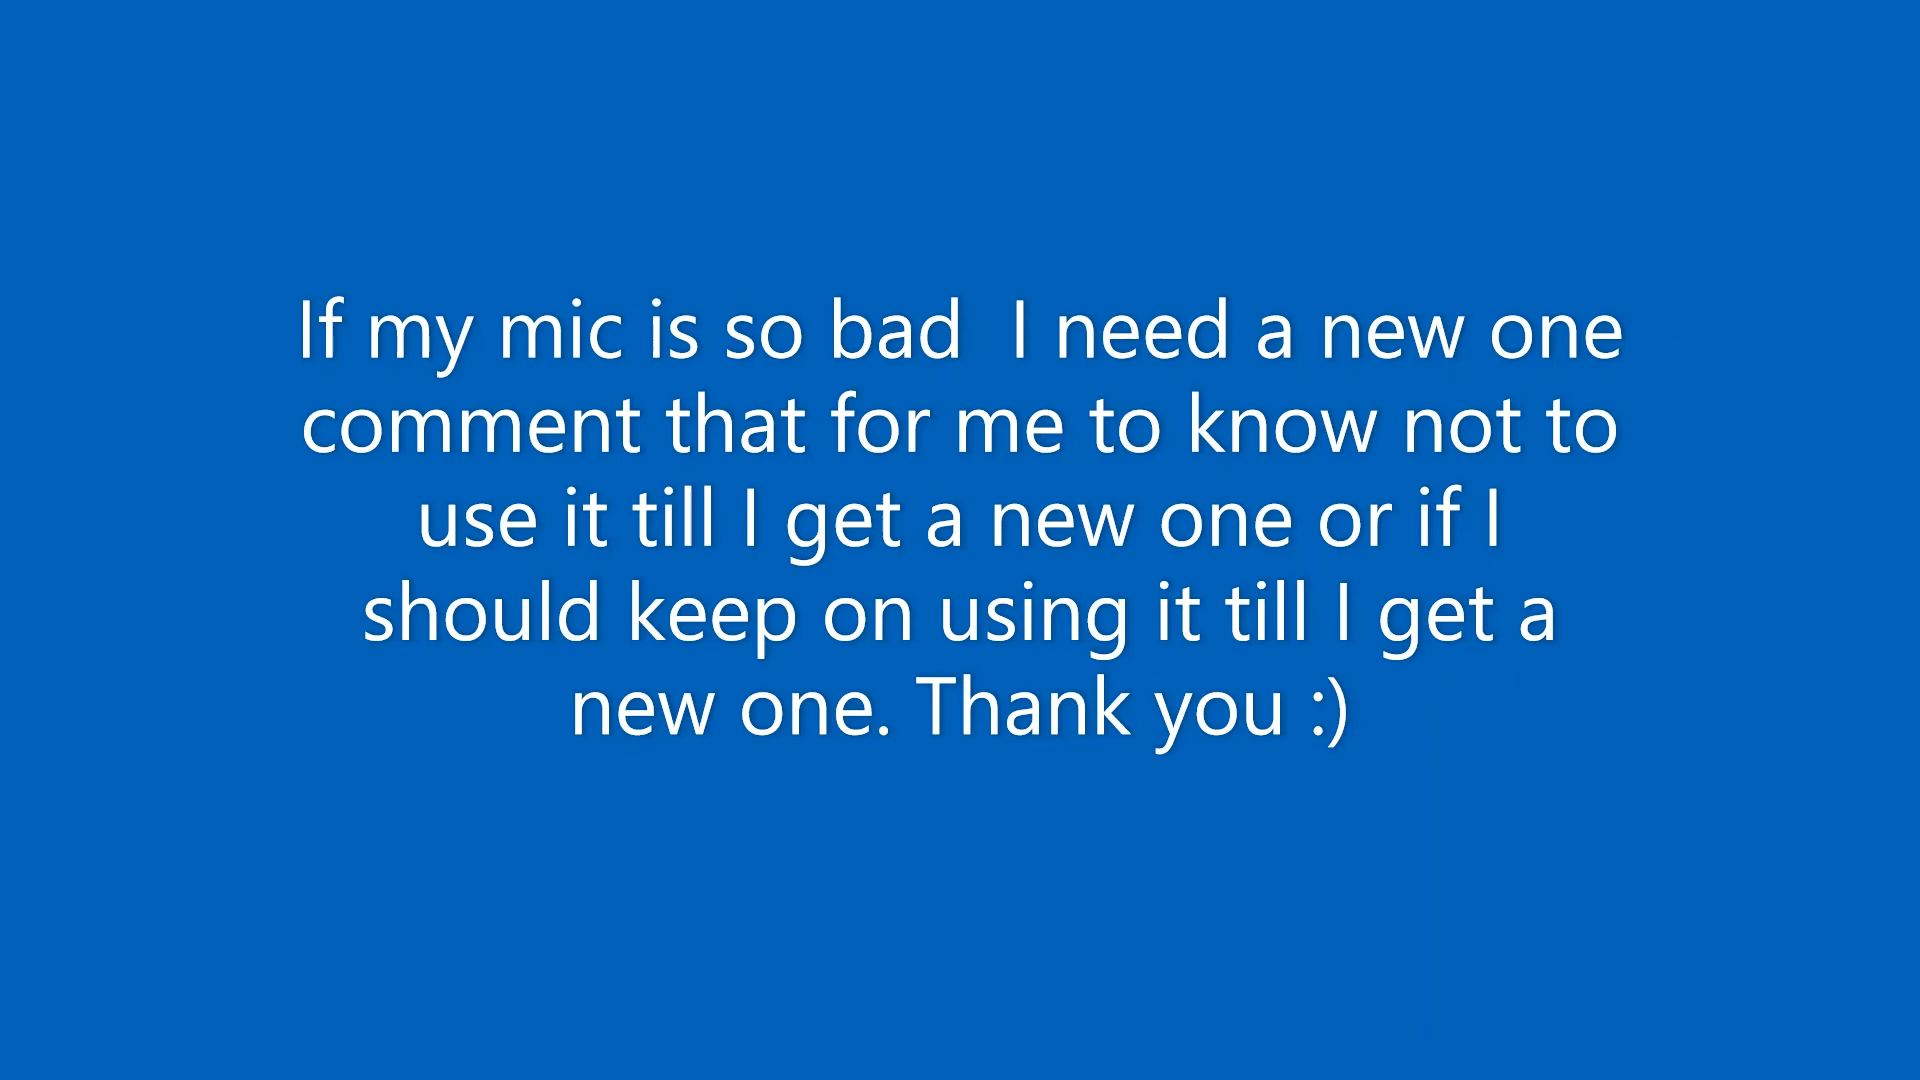 If my mic is so bad  I need a new one
comment that for me to know not to
use it till I get a new one or if I
should keep on using it till I get a
new one. Thank you :)